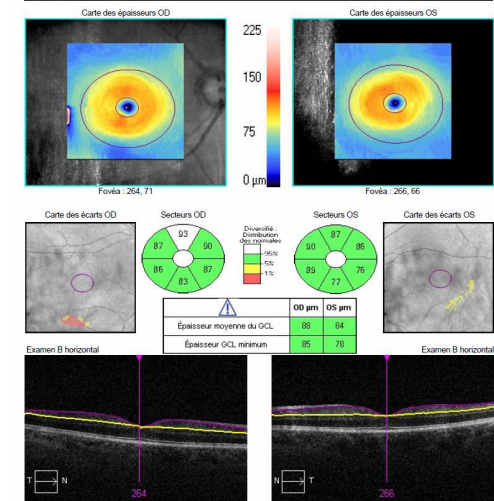 Carte des épaisseurs OD
Carte des épaisseurs OS
225
150
75
0 µm
Fovéa : 264, 71
Fovéa : 266, 66
Carte des écarts OD
Secteurs OD
Diversifié :
Distribution
des normales
Secteurs OS
Carte des écarts OS
93
87
90
86
87
83
95%
5%
1%
87
90
86
89
76
77
OD µm
OS µm
Épaisseur moyenne du GCL
88
84
Épaisseur GCL minimum
85
78
Examen B horizontal
Examen B horizontal
T
N
264
T
N
266